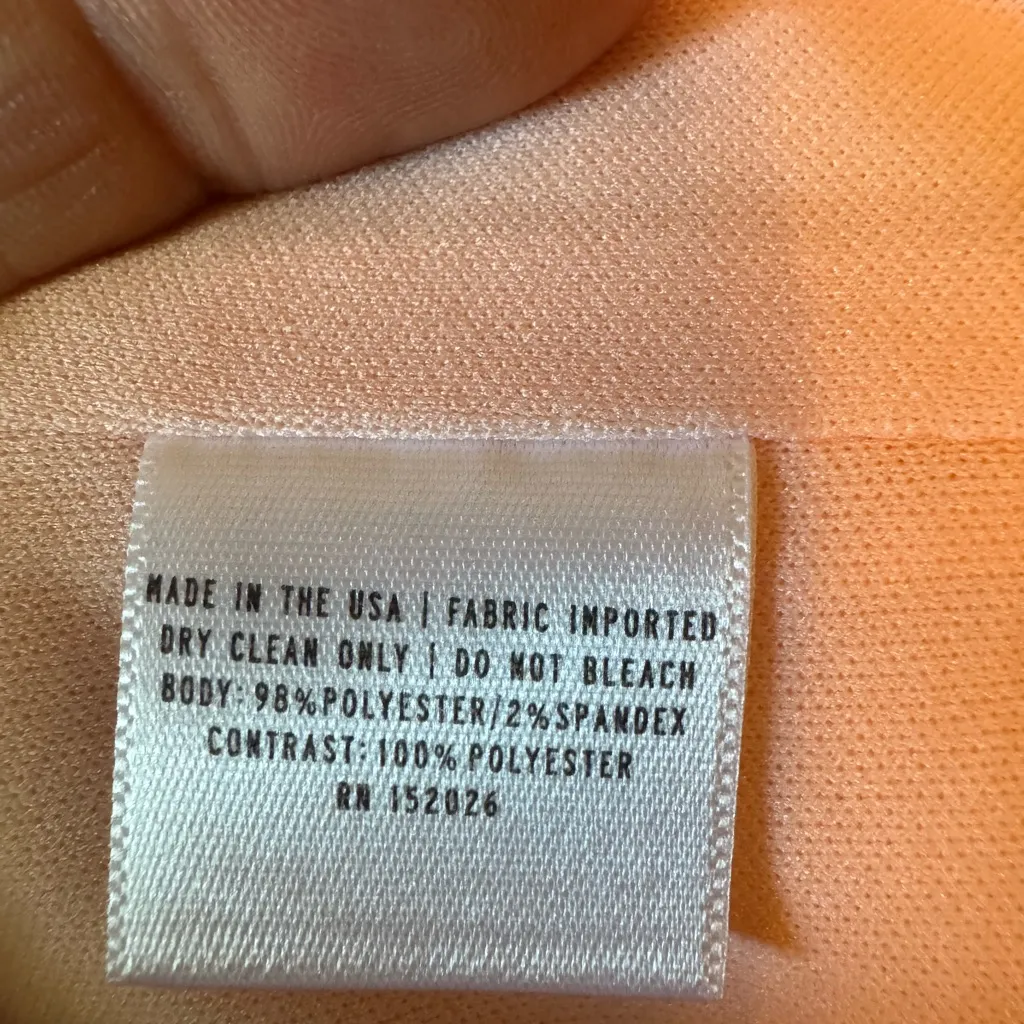 MADE IN THE USA | FABRIC IMPORTED
DRY CLEAN ONLY | DO NOT BLEACH
BODY: 98%POLYESTER/2%SPANDEX
CONTRAST: 100% POLYESTER
RN 152026